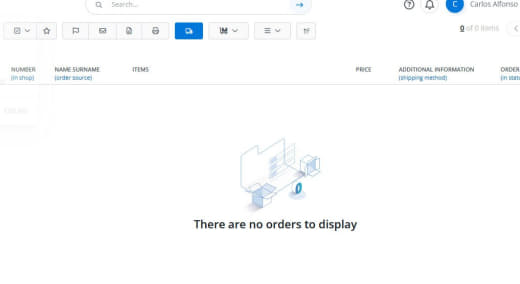 Search...
C Carlos Alfonso
0 of 0 items
NUMBER NAME SURNAME ITEMS PRICE ADDITIONAL INFORMATION ORDER
(in shop) (order source) (shipping method) (in stat
There are no orders to display